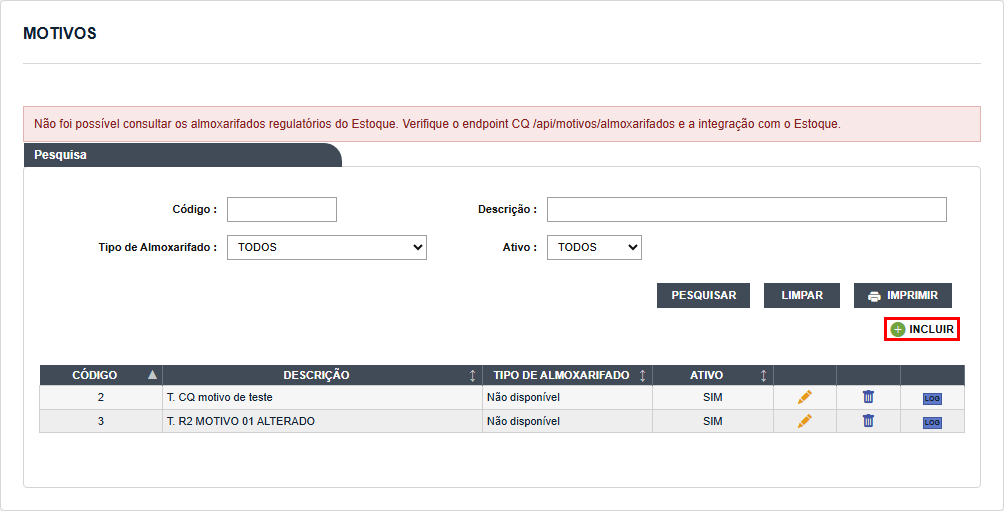 MOTIVOS
Não foi possível consultar os almoxarifados regulatórios do Estoque. Verifique o endpoint CQ /api/motivos/almoxarifados e a integração com o Estoque.
Pesquisa
Código : Descrição :
Tipo de Almoxarifado : TODOS Ativo : TODOS
PESQUISAR LIMPAR IMPRIMIR
INCLUIR
CÓDIGO DESCRIÇÃO TIPO DE ALMOXARIFADO ATIVO
2 T. CQ motivo de teste Não disponível SIM LOG
3 T. R2 MOTIVO 01 ALTERADO Não disponível SIM LOG